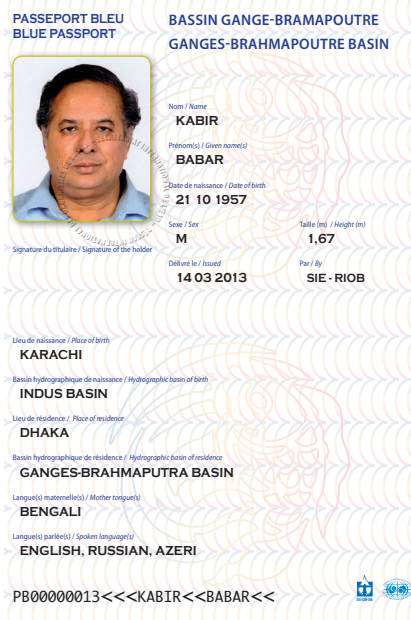 PASSEPORT BLEU
BLUE PASSPORT
BASSIN GANGE-BRAMAPOUTRE
GANGES-BRAHMAPOUTRE BASIN
Nom / Name
KABIR
Prénom(s) / Given name(s)
BABAR
Date de naissance / Date of birth
21 10 1957
Sexe / Sex
M
Taille (m) / Height (m)
1,67
Signature du titulaire / Signature of the holder
Délivré le / Issued
14 03 2013
Par / By
SIE - RIOB
Lieu de naissance / Place of birth
KARACHI
Bassin hydrographique de naissance / Hydrographic basin of birth
INDUS BASIN
Lieu de résidence / Place of residence
DHAKA
Bassin hydrographique de résidence / Hydrographic basin of residence
GANGES-BRAHMAPUTRA BASIN
Langue(s) maternelle(s) / Mother tongue(s)
BENGALI
Langue(s) parlée(s) / Spoken language(s)
ENGLISH, RUSSIAN, AZERI
PB00000013<<<KABIR<<BABAR<<